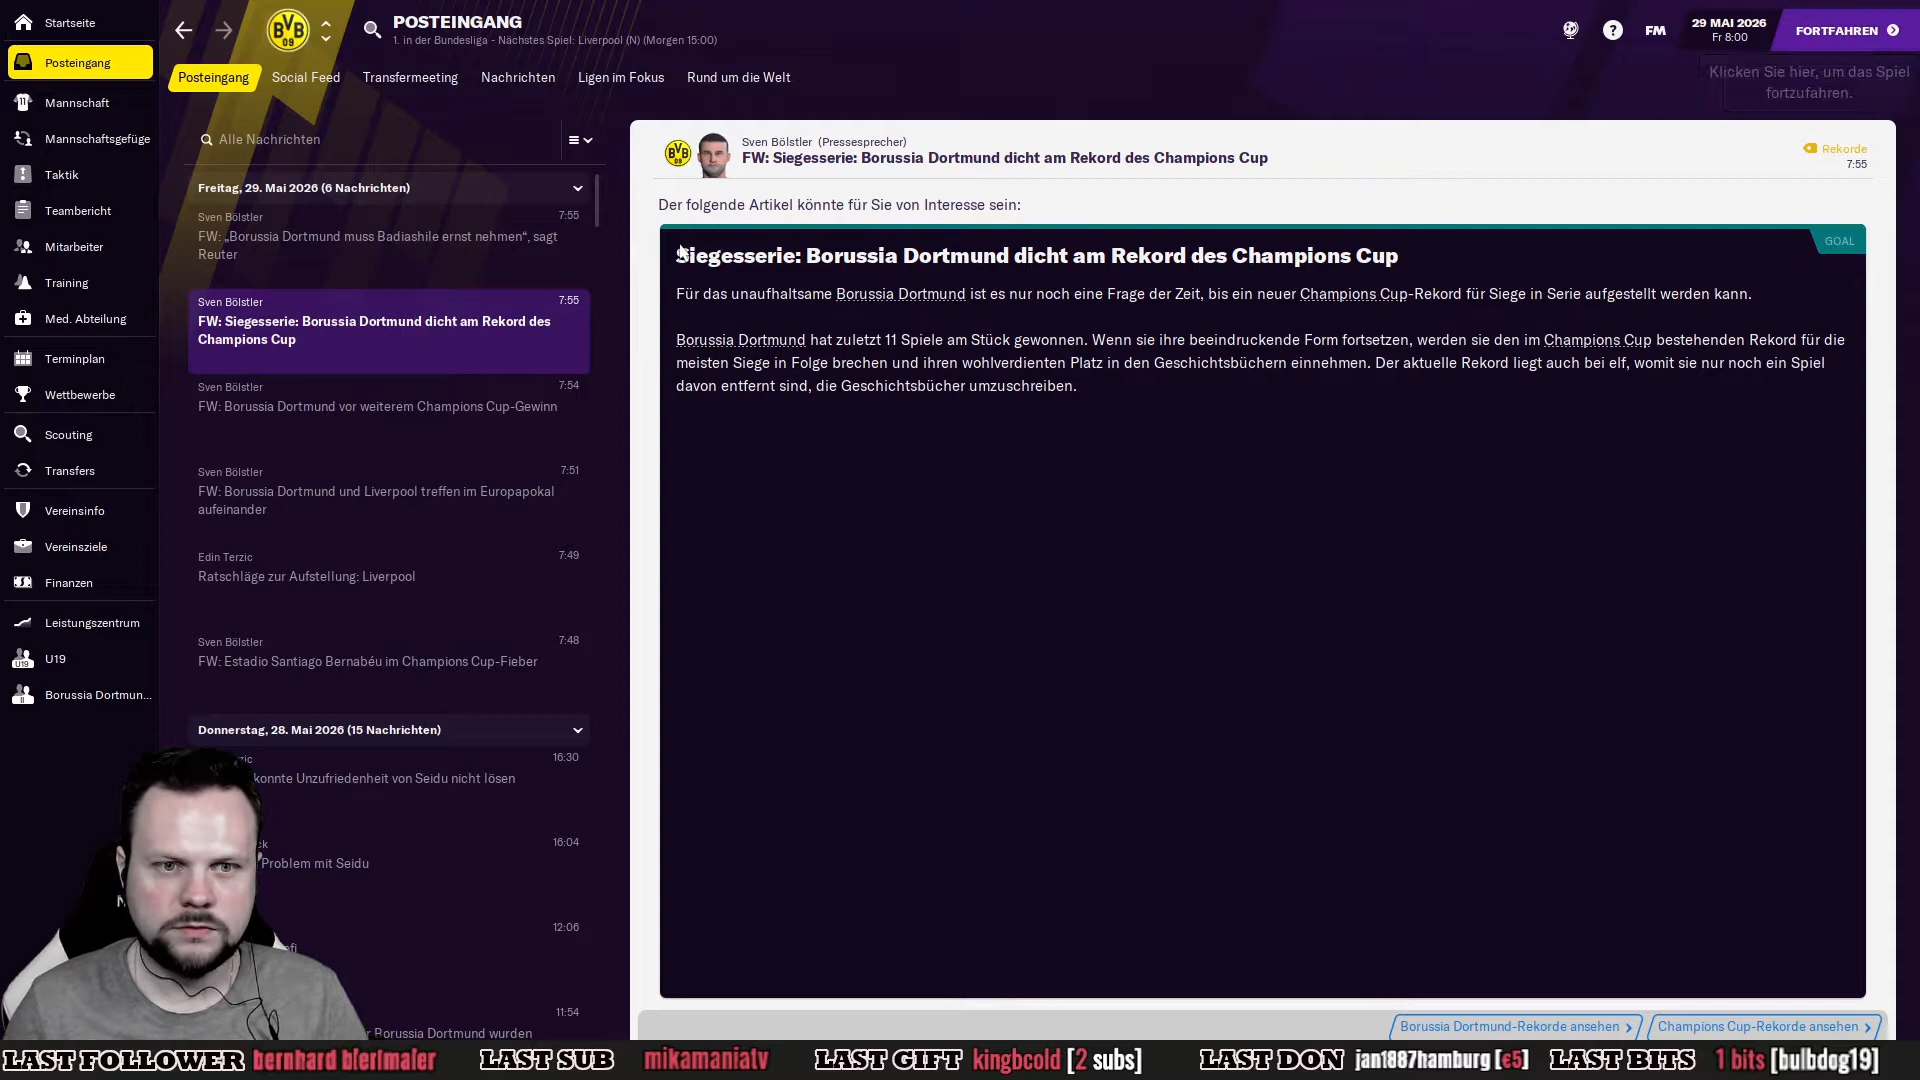 Startseite
Posteingang
Mannschaft
Mannschaftsgefüge
Taktik
Teambericht
Mitarbeiter
Training
Med. Abteilung
Terminplan
Wettbewerbe
Scouting
Transfers
Vereinsinfo
Vereinsziele
Finanzen
Leistungszentrum
U19
Borussia Dortmun...
BVB 09
POSTEINGANG
1. in der Bundesliga - Nächstes Spiel: Liverpool (N) (Morgen 15:00)
FM
29 MAI 2026
Fr 8:00
FORTFAHREN
Klicken Sie hier, um das Spiel
fortzufahren.
Posteingang
Social Feed
Transfermeeting
Nachrichten
Ligen im Fokus
Rund um die Welt
Alle Nachrichten
Freitag, 29. Mai 2026 (6 Nachrichten)
Sven Bölstler 7:55
FW: „Borussia Dortmund muss Badiashile ernst nehmen“, sagt
Reuter
Sven Bölstler 7:55
FW: Siegesserie: Borussia Dortmund dicht am Rekord des
Champions Cup
Sven Bölstler 7:54
FW: Borussia Dortmund vor weiterem Champions Cup-Gewinn
Sven Bölstler 7:51
FW: Borussia Dortmund und Liverpool treffen im Europapokal
aufeinander
Edin Terzic 7:49
Ratschläge zur Aufstellung: Liverpool
Sven Bölstler 7:48
FW: Estadio Santiago Bernabéu im Champions Cup-Fieber
Donnerstag, 28. Mai 2026 (15 Nachrichten)
zic 16:30
konnte Unzufriedenheit von Seidu nicht lösen
ck 16:04
Problem mit Seidu
12:06
11:54
r Borussia Dortmund wurden
Sven Bölstler (Pressesprecher)
FW: Siegesserie: Borussia Dortmund dicht am Rekord des Champions Cup
Rekorde
7:55
Der folgende Artikel könnte für Sie von Interesse sein:
GOAL
Siegesserie: Borussia Dortmund dicht am Rekord des Champions Cup
Für das unaufhaltsame Borussia Dortmund ist es nur noch eine Frage der Zeit, bis ein neuer Champions Cup-Rekord für Siege in Serie aufgestellt werden kann.
Borussia Dortmund hat zuletzt 11 Spiele am Stück gewonnen. Wenn sie ihre beeindruckende Form fortsetzen, werden sie den im Champions Cup bestehenden Rekord für die
meisten Siege in Folge brechen und ihren wohlverdienten Platz in den Geschichtsbüchern einnehmen. Der aktuelle Rekord liegt auch bei elf, womit sie nur noch ein Spiel
davon entfernt sind, die Geschichtsbücher umzuschreiben.
Borussia Dortmund-Rekorde ansehen
Champions Cup-Rekorde ansehen
LAST FOLLOWER bernhard bierlmaier
LAST SUB mikamaniatv
LAST GIFT kingbcold [2 subs]
LAST DON jan1887hamburg [€5]
LAST BITS 1 bits [bulbdog19]